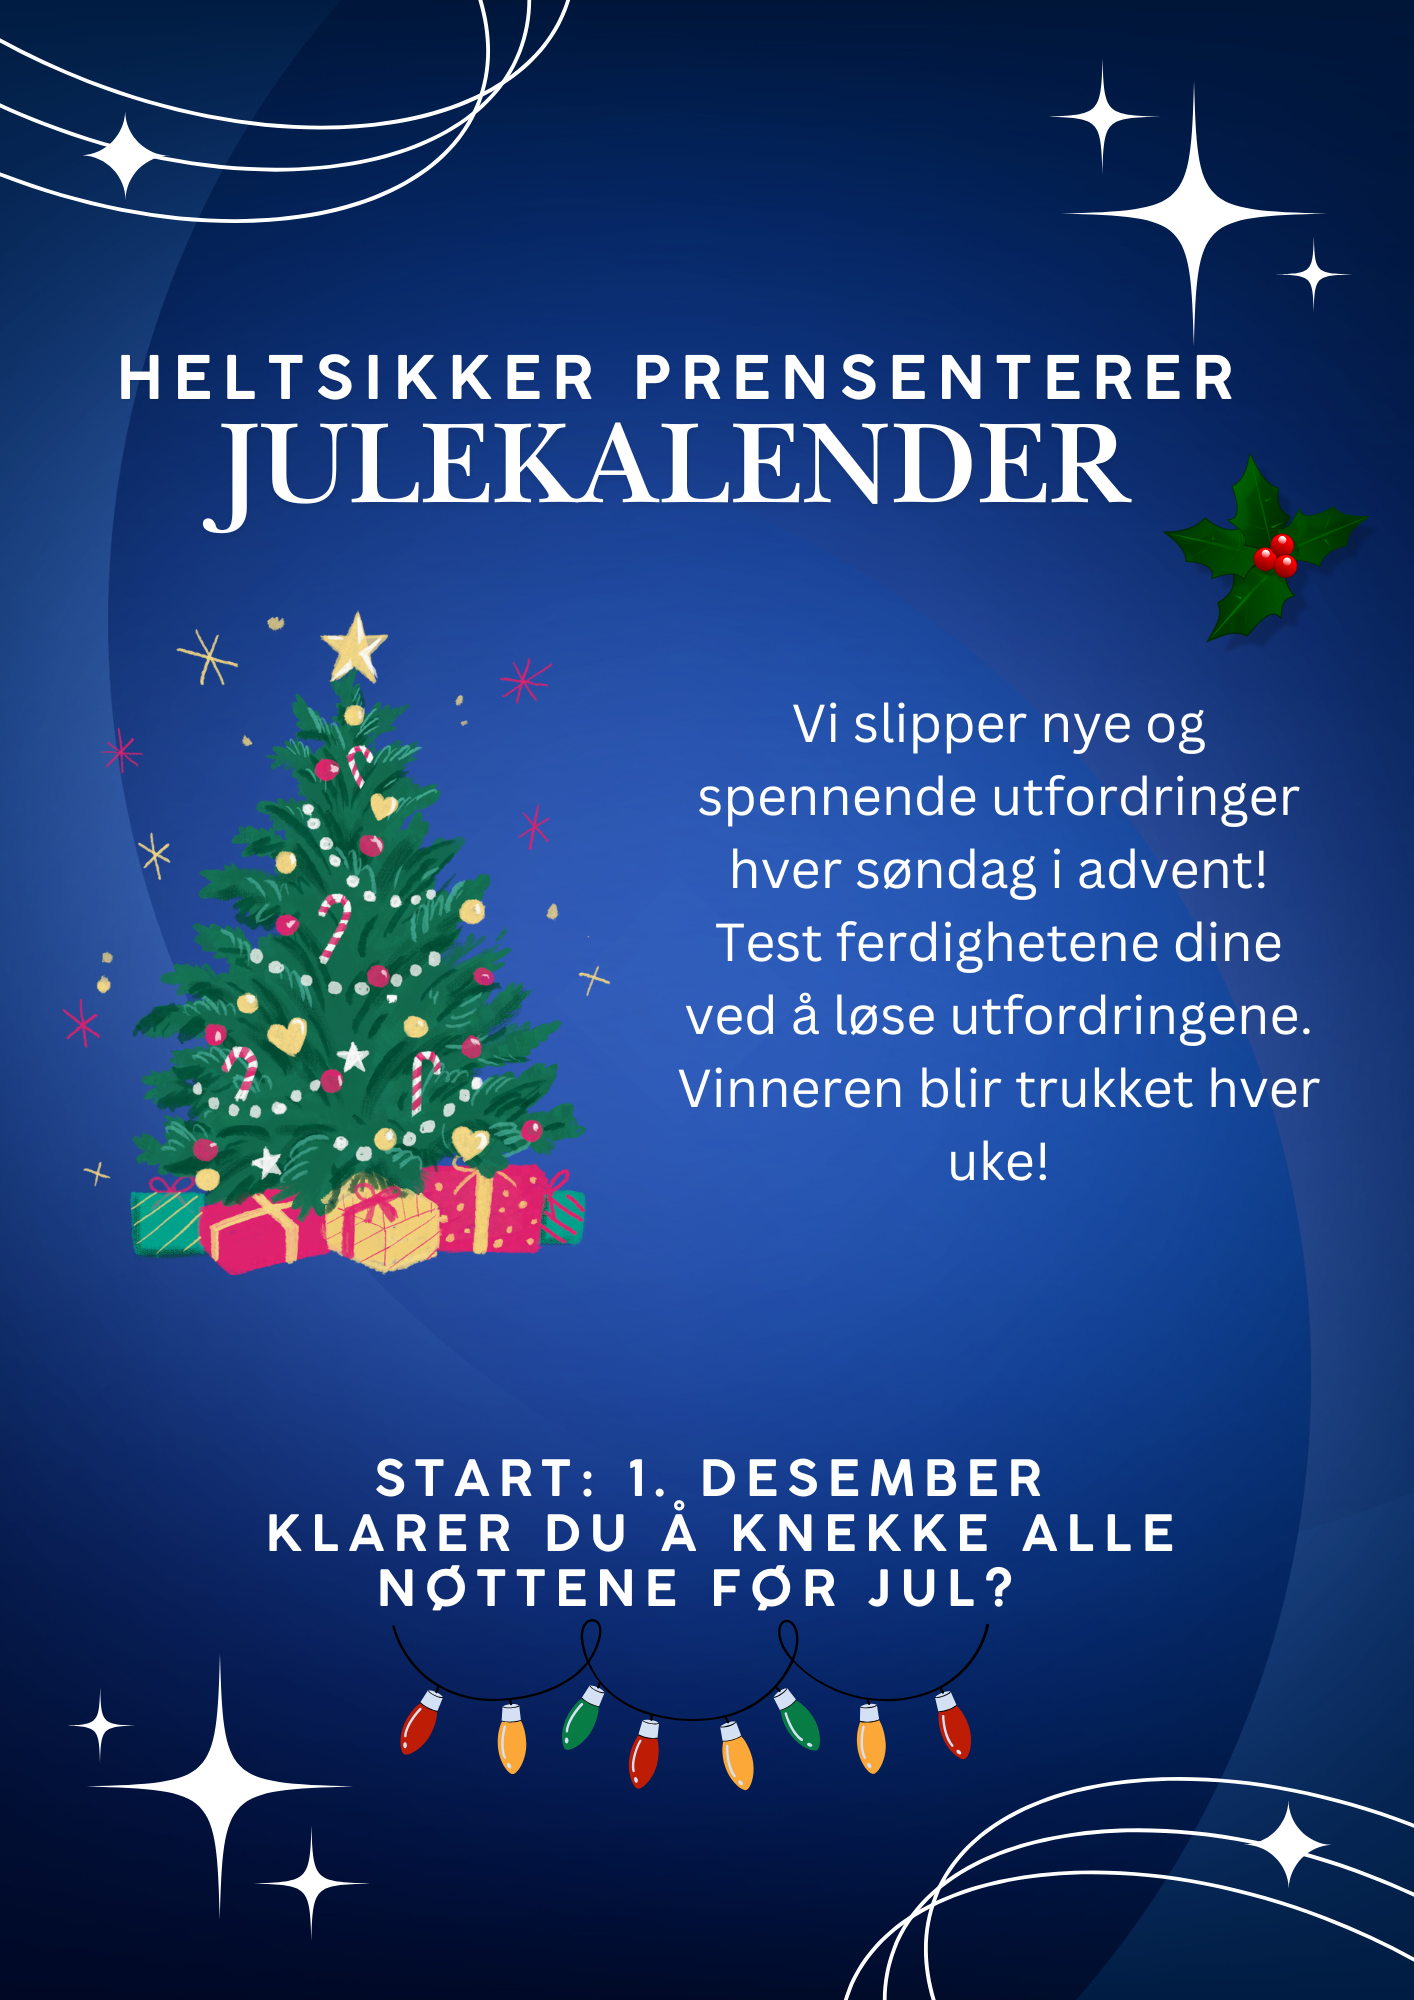 HELTSIKKER PRENSENTERER
JULEKALENDER
Vi slipper nye og
spennende utfordringer
hver søndag i advent!
Test ferdighetene dine
ved å løse utfordringene.
Vinneren blir trukket hver
uke!
START: 1. DESEMBER
KLARER DU Å KNEKKE ALLE
NØTTENE FØR JUL?